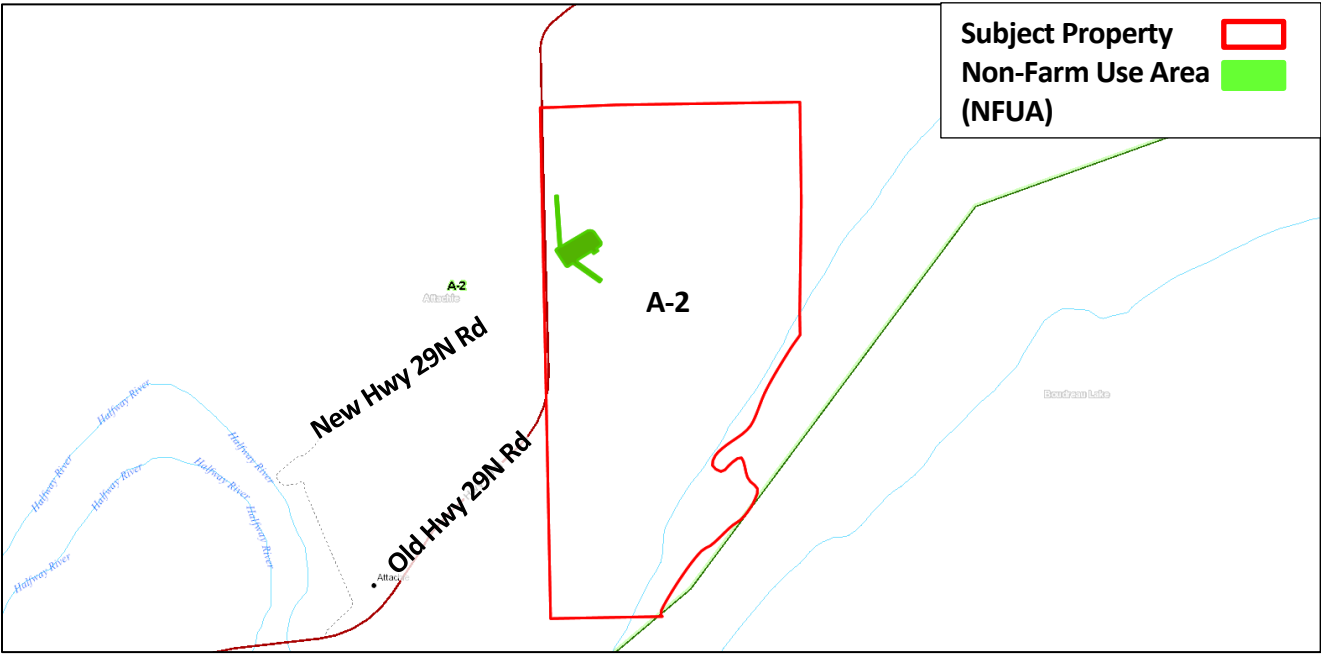 Subject Property
Non-Farm Use Area
(NFUA)
A-2
Attachie
A-2
New Hwy 29N Rd
Old Hwy 29N Rd
Halfway River
Halfway River
Halfway River
Halfway River
Halfway River
Halfway River
Halfway River
Boudreau Lake